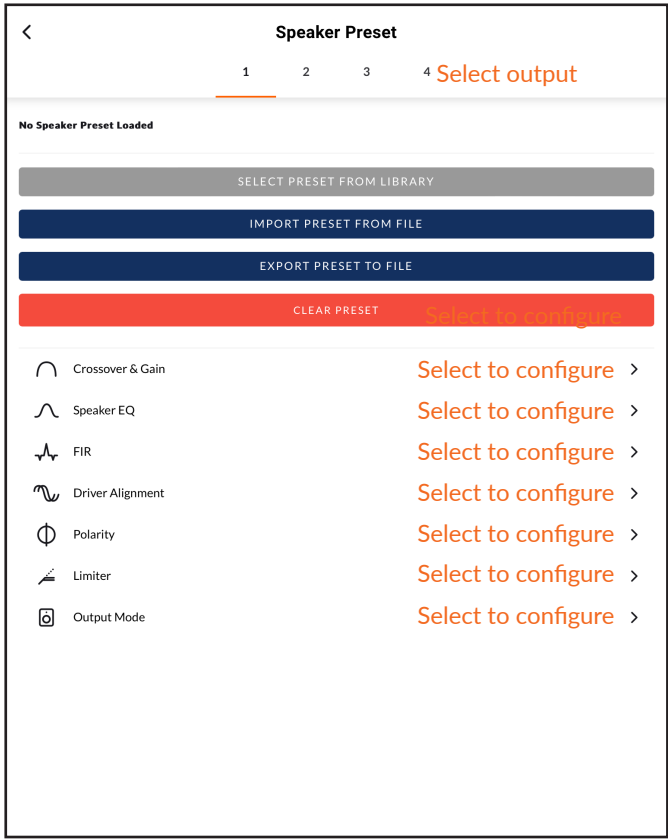 Speaker Preset
1 2 3 4 Select output
No Speaker Preset Loaded
SELECT PRESET FROM LIBRARY
IMPORT PRESET FROM FILE
EXPORT PRESET TO FILE
CLEAR PRESET Select to configure
Crossover & Gain Select to configure
Speaker EQ Select to configure
FIR Select to configure
Driver Alignment Select to configure
Polarity Select to configure
Limiter Select to configure
Output Mode Select to configure